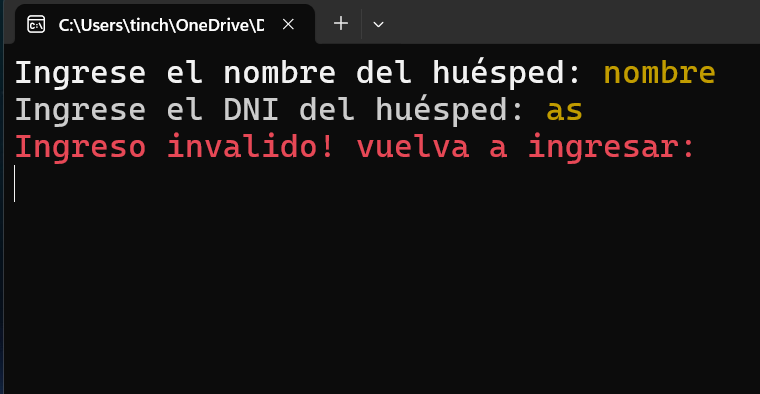 C:\Users\tinch\OneDrive\D
Ingrese el nombre del huésped: nombre
Ingrese el DNI del huésped: as
Ingreso invalido! vuelva a ingresar: